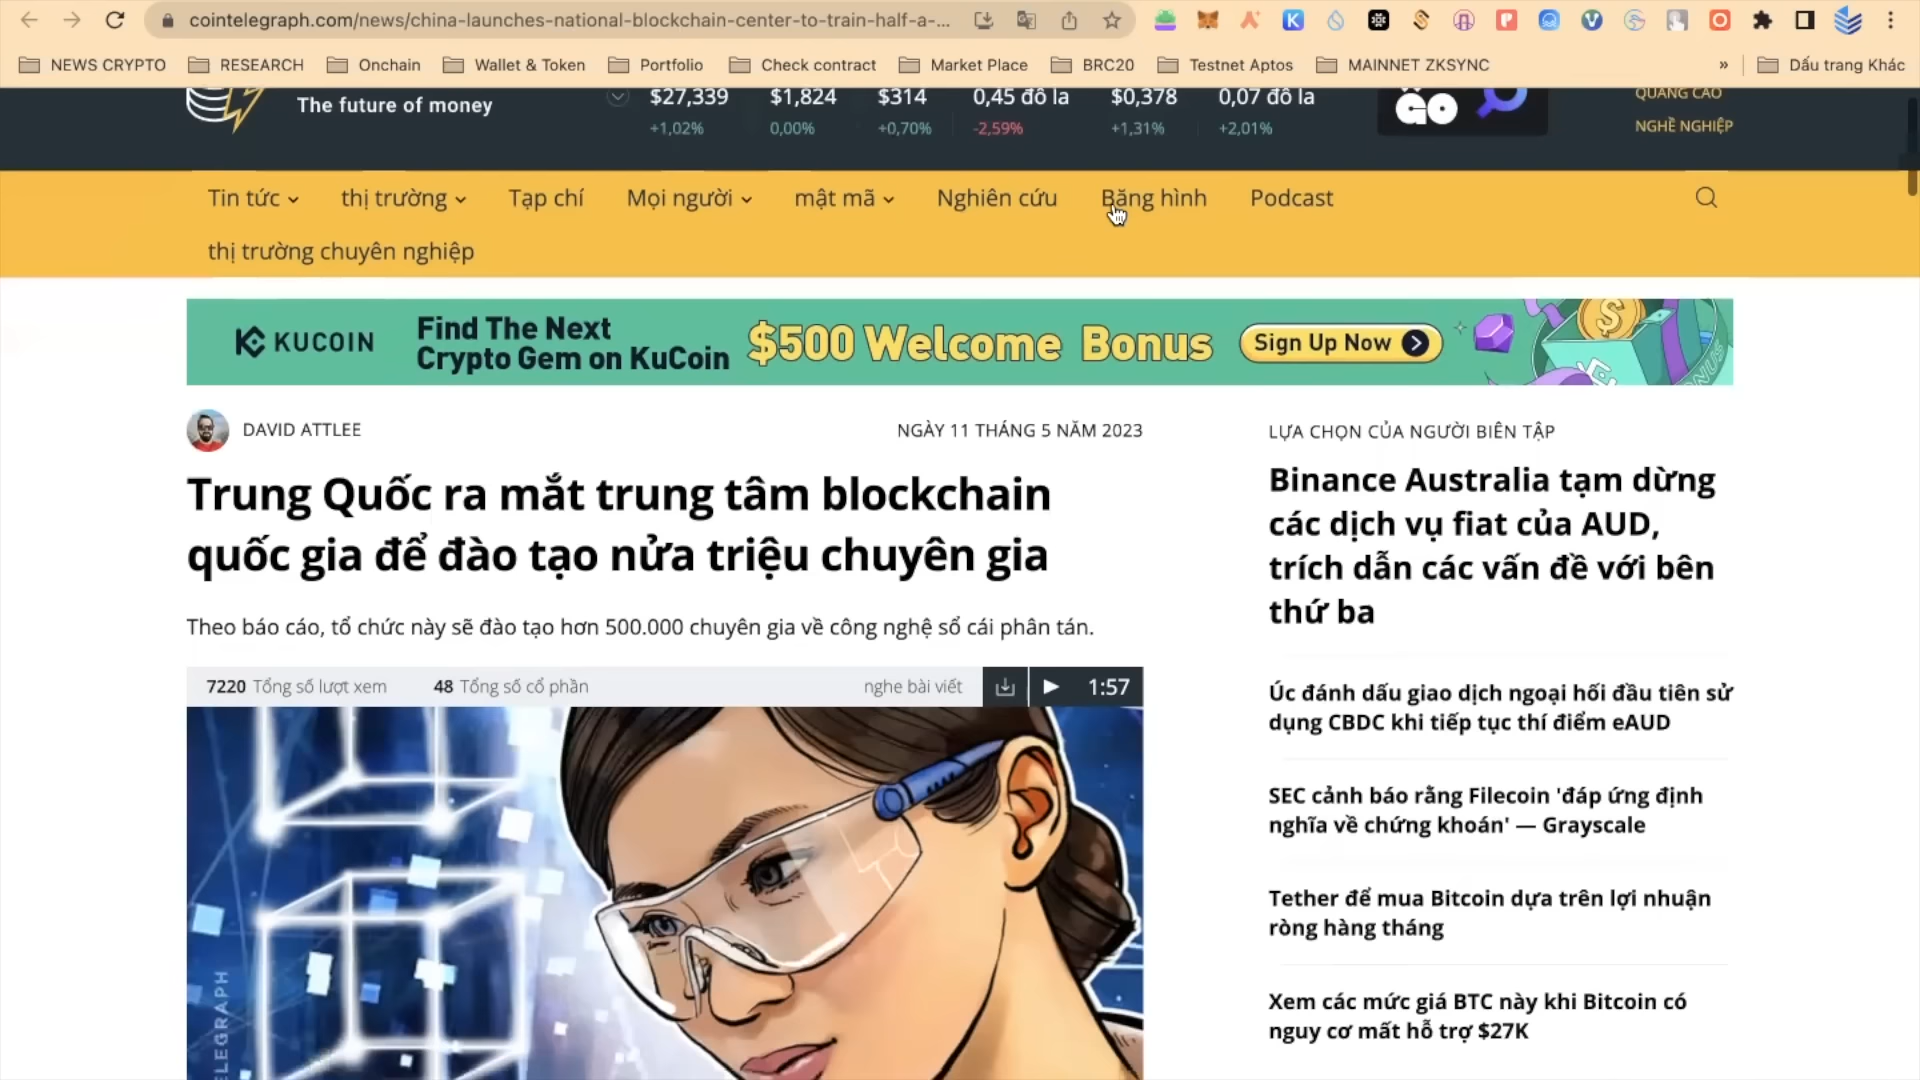 cointelegraph.com/news/china-launches-national-blockchain-center-to-train-half-a-...
NEWS CRYPTO RESEARCH Onchain Wallet & Token Portfolio Check contract Market Place BRC20 Testnet Aptos MAINNET ZKSYNC » Dấu trang Khác
The future of money
$27,339 $1,824 $314 0,45 đô la $0,378 0,07 đô la
+1,02% 0,00% +0,70% -2,59% +1,31% +2,01%
GO
QUẢNG CÁO
NGHỀ NGHIỆP
Tin tức thị trường Tạp chí Mọi người mật mã Nghiên cứu Băng hình Podcast
thị trường chuyên nghiệp
KUCOIN
Find The Next
Crypto Gem on KuCoin
$500 Welcome Bonus
Sign Up Now
BONUS
DAVID ATTLEE
NGÀY 11 THÁNG 5 NĂM 2023
Trung Quốc ra mắt trung tâm blockchain
quốc gia để đào tạo nửa triệu chuyên gia
Theo báo cáo, tổ chức này sẽ đào tạo hơn 500.000 chuyên gia về công nghệ sổ cái phân tán.
7220 Tổng số lượt xem 48 Tổng số cổ phần nghe bài viết 1:57
ELEGRAPH
LỰA CHỌN CỦA NGƯỜI BIÊN TẬP
Binance Australia tạm dừng
các dịch vụ fiat của AUD,
trích dẫn các vấn đề với bên
thứ ba
Úc đánh dấu giao dịch ngoại hối đầu tiên sử
dụng CBDC khi tiếp tục thí điểm eAUD
SEC cảnh báo rằng Filecoin 'đáp ứng định
nghĩa về chứng khoán' — Grayscale
Tether để mua Bitcoin dựa trên lợi nhuận
ròng hàng tháng
Xem các mức giá BTC này khi Bitcoin có
nguy cơ mất hỗ trợ $27K